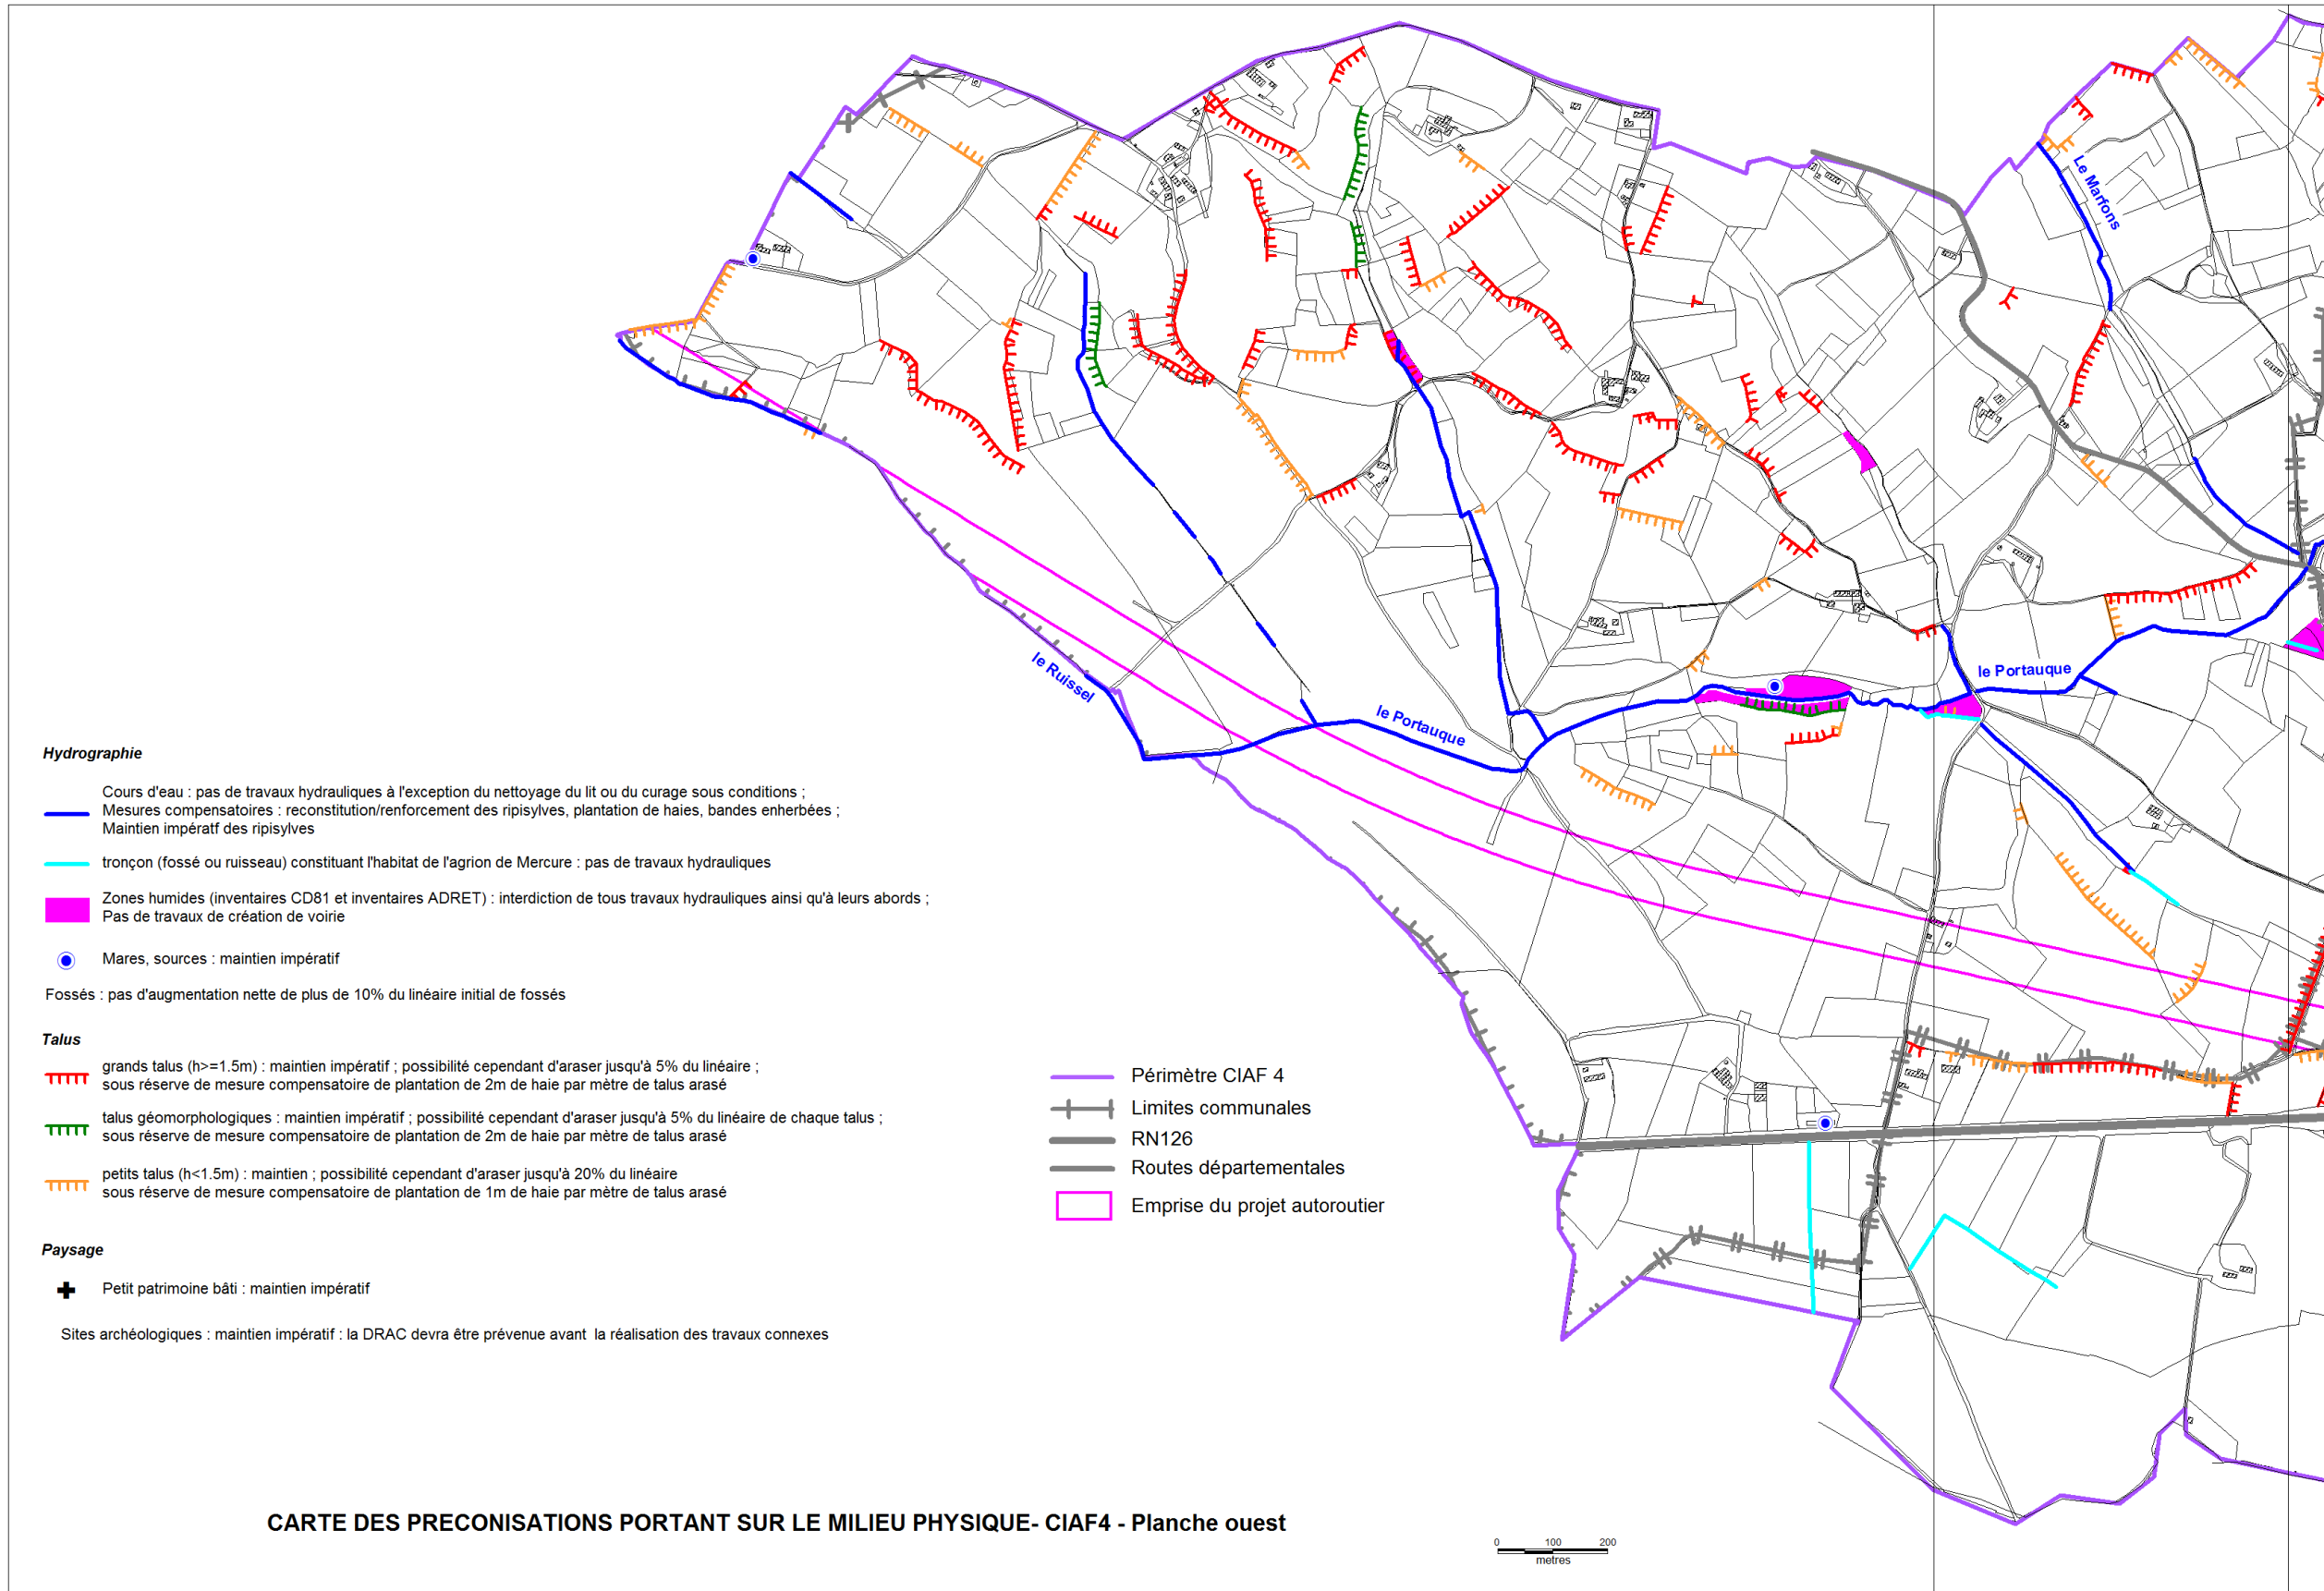 Le Marfons
le Ruissel
le Portauque
le Portauque
Hydrographie
Cours d'eau : pas de travaux hydrauliques à l'exception du nettoyage du lit ou du curage sous conditions ;
Mesures compensatoires : reconstitution/renforcement des ripisylves, plantation de haies, bandes enherbées ;
Maintien impératf des ripisylves
tronçon (fossé ou ruisseau) constituant l'habitat de l'agrion de Mercure : pas de travaux hydrauliques
Zones humides (inventaires CD81 et inventaires ADRET) : interdiction de tous travaux hydrauliques ainsi qu'à leurs abords ;
Pas de travaux de création de voirie
Mares, sources : maintien impératif
Fossés : pas d'augmentation nette de plus de 10% du linéaire initial de fossés
Talus
grands talus (h>=1.5m) : maintien impératif ; possibilité cependant d'araser jusqu'à 5% du linéaire ;
sous réserve de mesure compensatoire de plantation de 2m de haie par mètre de talus arasé
talus géomorphologiques : maintien impératif ; possibilité cependant d'araser jusqu'à 5% du linéaire de chaque talus ;
sous réserve de mesure compensatoire de plantation de 2m de haie par mètre de talus arasé
petits talus (h<1.5m) : maintien ; possibilité cependant d'araser jusqu'à 20% du linéaire
sous réserve de mesure compensatoire de plantation de 1m de haie par mètre de talus arasé
Paysage
Petit patrimoine bâti : maintien impératif
Sites archéologiques : maintien impératif : la DRAC devra être prévenue avant la réalisation des travaux connexes
Périmètre CIAF 4
Limites communales
RN126
Routes départementales
Emprise du projet autoroutier
CARTE DES PRECONISATIONS PORTANT SUR LE MILIEU PHYSIQUE- CIAF4 - Planche ouest
0 100 200
metres